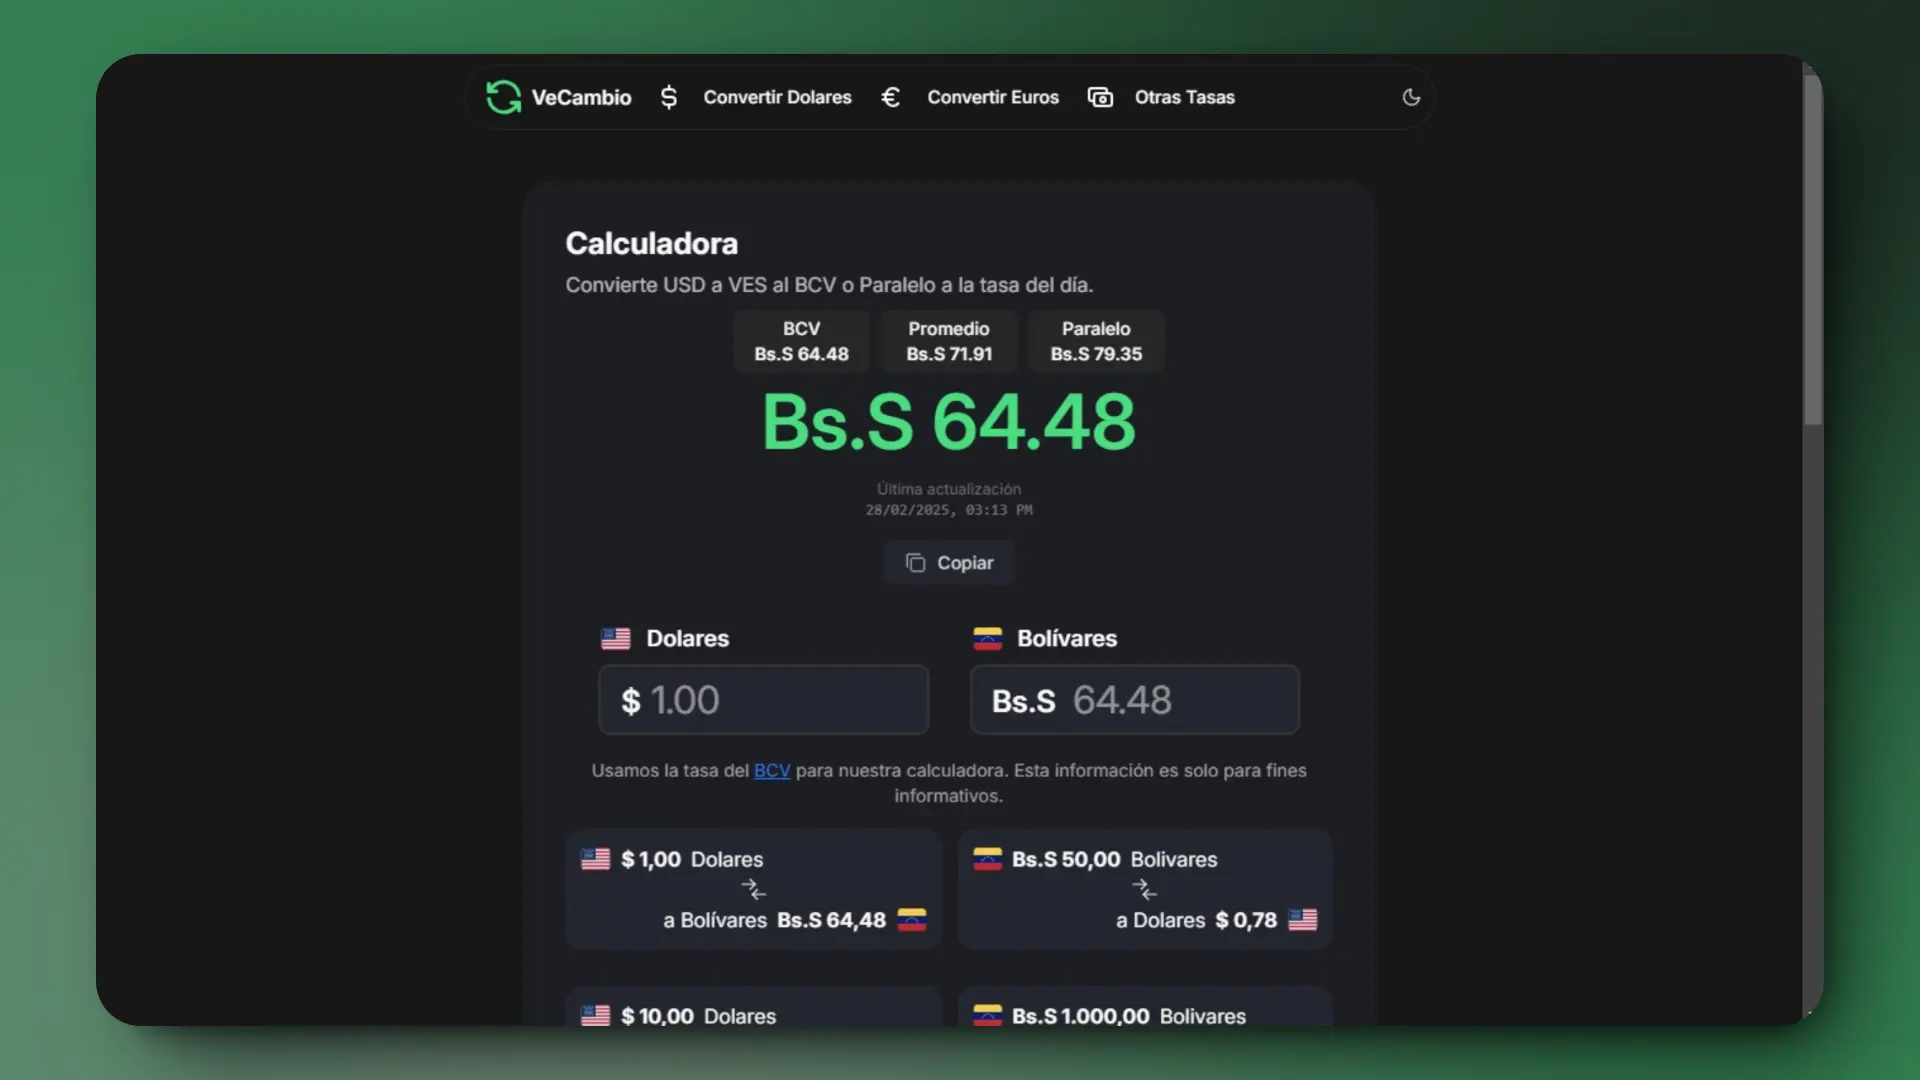 VeCambio $ Convertir Dolares € Convertir Euros Otras Tasas
Calculadora
Convierte USD a VES al BCV o Paralelo a la tasa del día.
BCV
Bs.S 64.48
Promedio
Bs.S 71.91
Paralelo
Bs.S 79.35
Bs.S 64.48
Última actualización
28/02/2025, 03:13 PM
Copiar
Dolares
$ 1.00
Bolívares
Bs.S 64.48
Usamos la tasa del BCV para nuestra calculadora. Esta información es solo para fines
informativos.
$ 1,00 Dolares
a Bolívares Bs.S 64,48
Bs.S 50,00 Bolivares
a Dolares $ 0,78
$ 10,00 Dolares
Bs.S 1.000,00 Bolivares